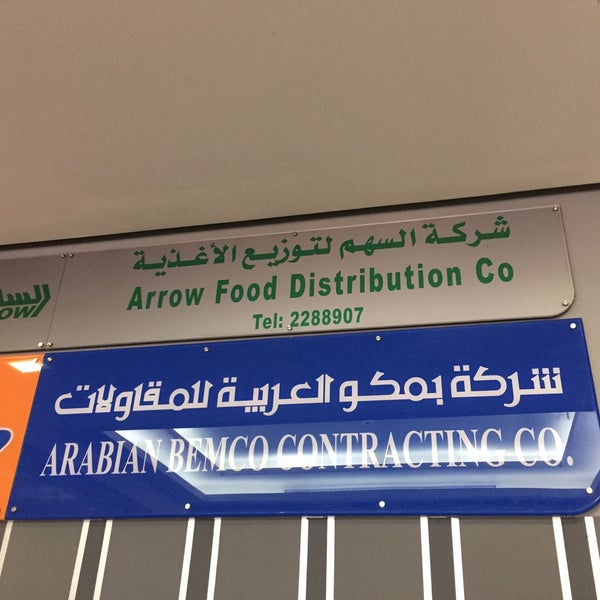 شركة السهم لتوزيع الأغذية
Arrow Food Distribution Co
Tel: 2288907
شركة بمكو العربية للمقاولات
ARABIAN BEMCO CONTRACTING CO.